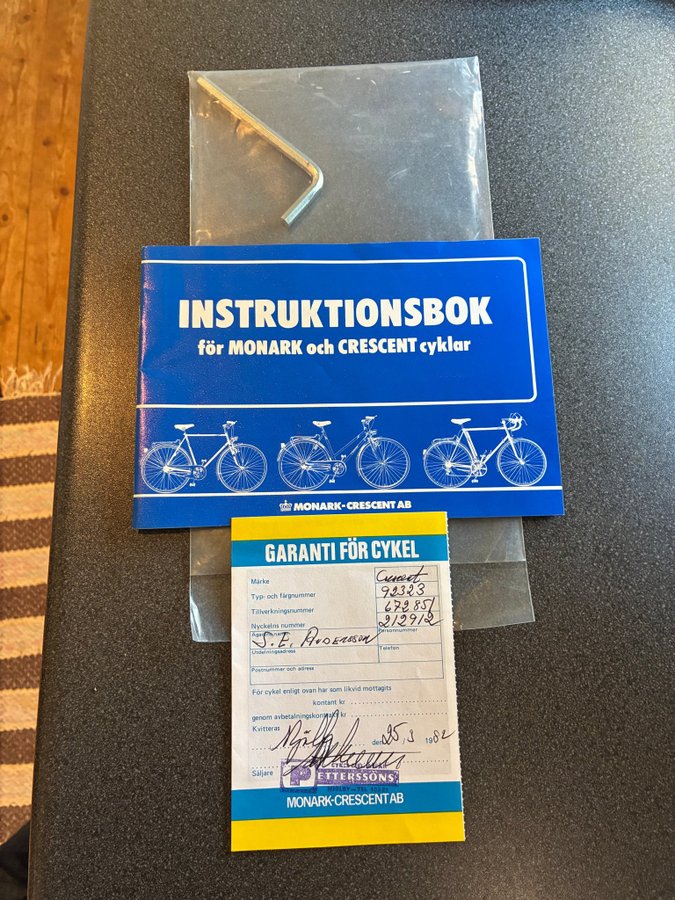 INSTRUKTIONSBOK
för MONARK och CRESCENT cyklar
MONARK-CRESCENT AB
GARANTI FÖR CYKEL
Märke Crescent
Typ- och färgnummer 92323
Tillverkningsnummer 672851
Nyckelns nummer 212912
S. E. Andersson Personnummer
Utdelningsadress Telefon
Postnummer och adress
För cykel enligt ovan har som likvid mottagits
kontant kr
genom avbetalningskontrakt kr
Kvitteras den 25.3 1982
Säljare PETTERSSONS
MONARK-CRESCENT AB